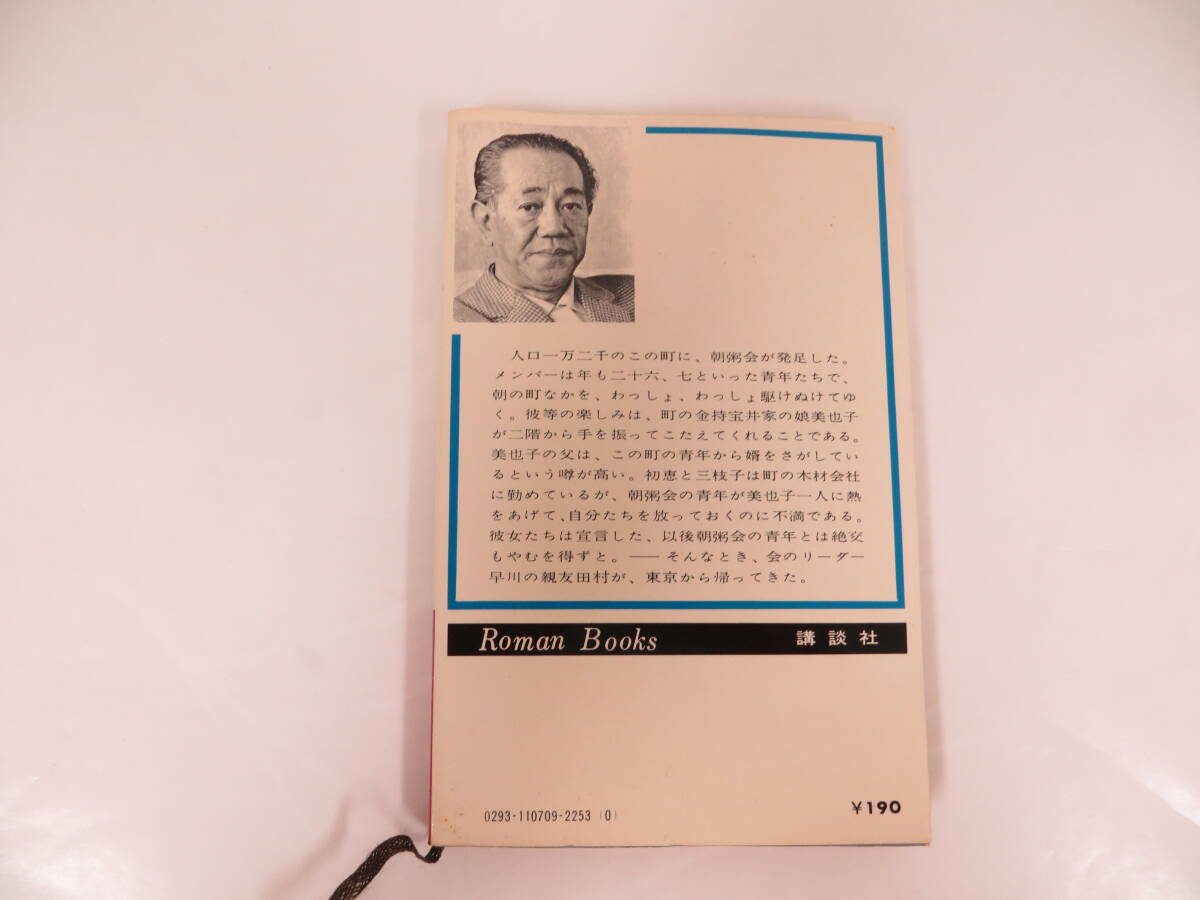 人口一万二千のこの町に、朝粥会が発足した。
メンバーは年も二十六、七といった青年たちで、
朝の町なかを、わっしょ、わっしょ駆けぬけてゆ
く。彼等の楽しみは、町の金持宝井家の娘美也子
が二階から手を振ってこたえてくれることである。
美也子の父は、この町の青年から婿をさがしてい
るという噂が高い。初恵と三枝子は町の木材会社
に勤めているが、朝粥会の青年が美也子一人に熱
をあげて、自分たちを放っておくのに不満である。
彼女たちは宣言した、以後朝粥会の青年とは絶交
もやむを得ずと。――そんなとき、会のリーダー
早川の親友田村が、東京から帰ってきた。
Roman Books 講談社
0293-110709-2253 (0) ¥190